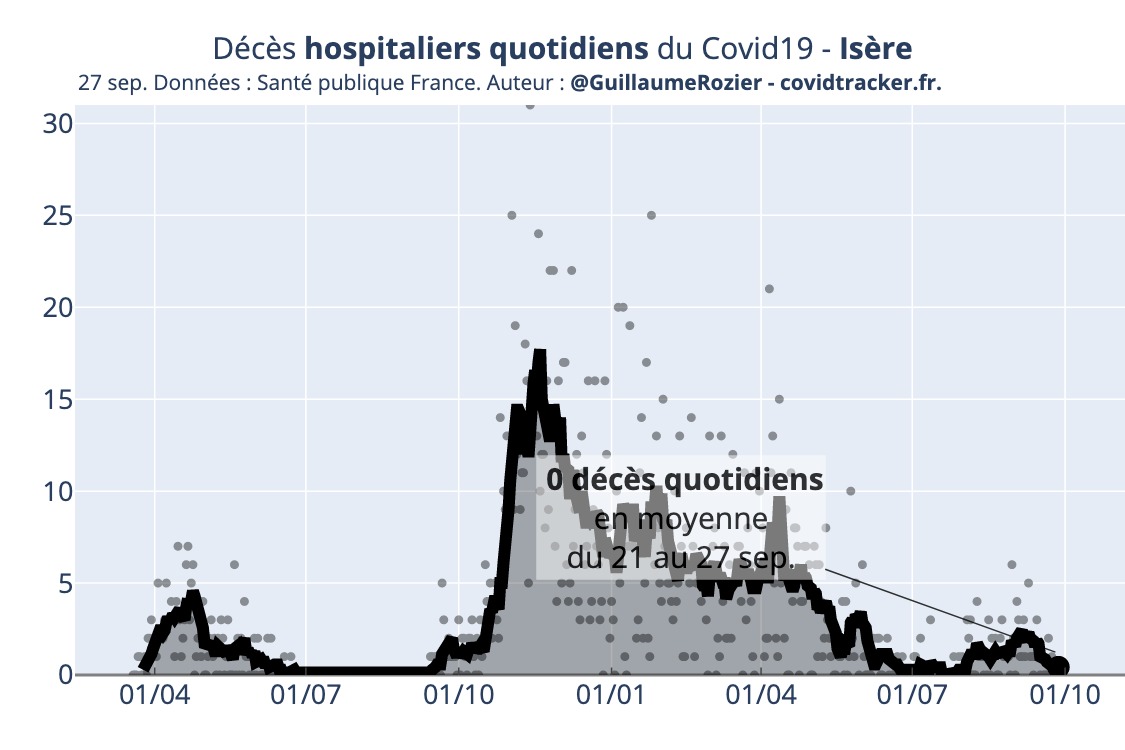 Décès hospitaliers quotidiens du Covid19 - Isère
27 sep. Données : Santé publique France. Auteur : @GuillaumeRozier - covidtracker.fr.
30
25
20
15
10
5
0
0 décès quotidiens
en moyenne
du 21 au 27 sep.
01/04
01/07
01/10
01/01
01/04
01/07
01/10